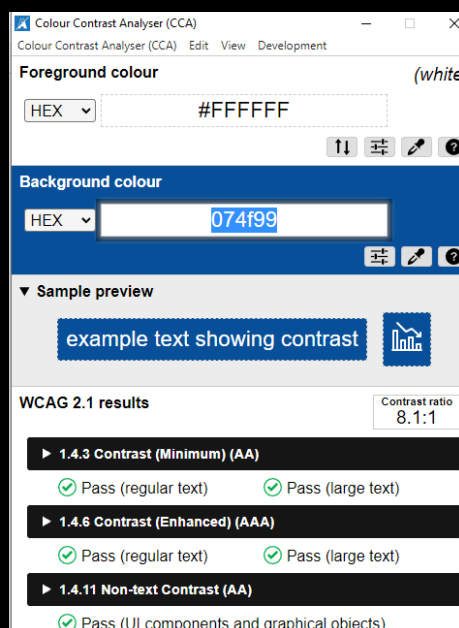 Colour Contrast Analyser (CCA)
Colour Contrast Analyser (CCA) Edit View Development
Foreground colour (white
HEX #FFFFFF
Background colour
HEX 074f99
▼ Sample preview
example text showing contrast
WCAG 2.1 results
Contrast ratio
8.1:1
▶ 1.4.3 Contrast (Minimum) (AA)
Pass (regular text) Pass (large text)
▶ 1.4.6 Contrast (Enhanced) (AAA)
Pass (regular text) Pass (large text)
▶ 1.4.11 Non-text Contrast (AA)
Pass (UI components and graphical objects)